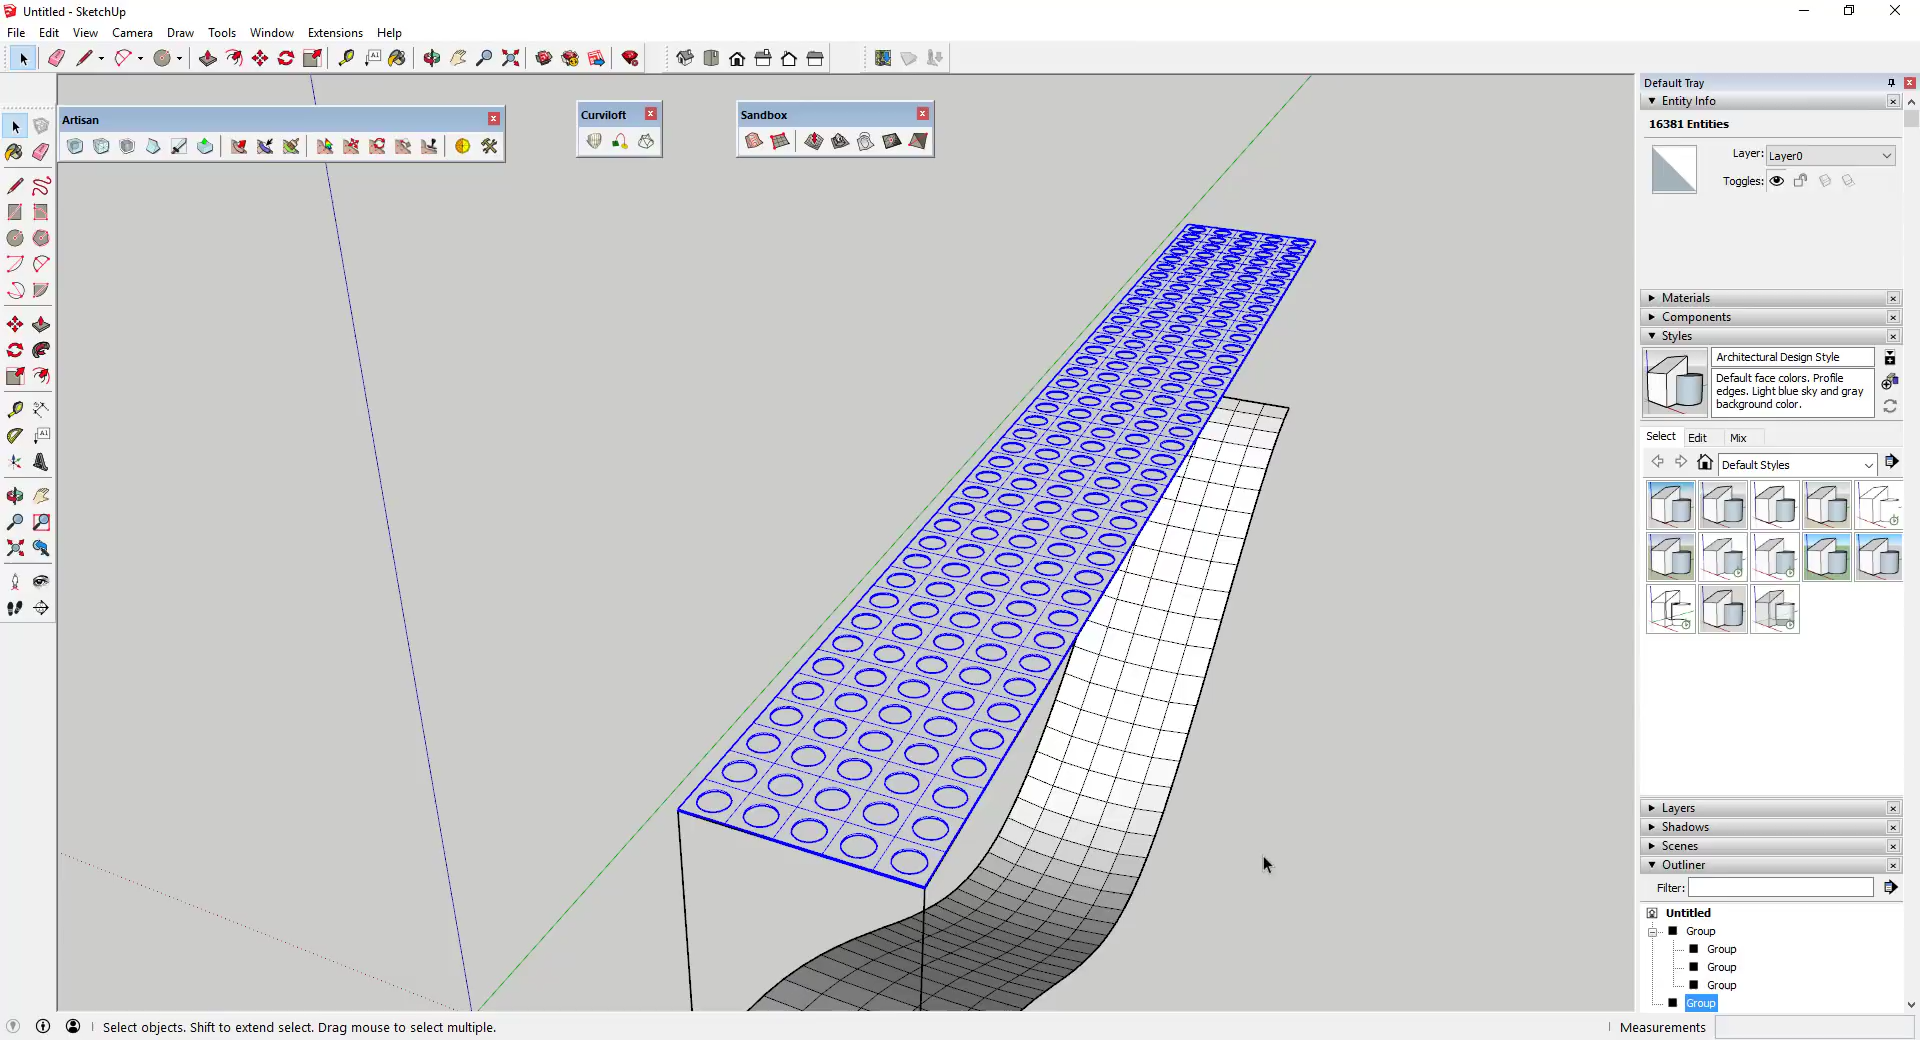 Untitled - SketchUp
File Edit View Camera Draw Tools Window Extensions Help
Default Tray
Entity Info
16381 Entities
Layer: Layer0
Toggles:
Artisan
Curviloft
Sandbox
Materials
Components
Styles
Architectural Design Style
Default face colors. Profile
edges. Light blue sky and gray
background color.
Select Edit Mix
Default Styles
Layers
Shadows
Scenes
Outliner
Filter:
Untitled
Group
Group
Group
Group
Group
Select objects. Shift to extend select. Drag mouse to select multiple.
Measurements